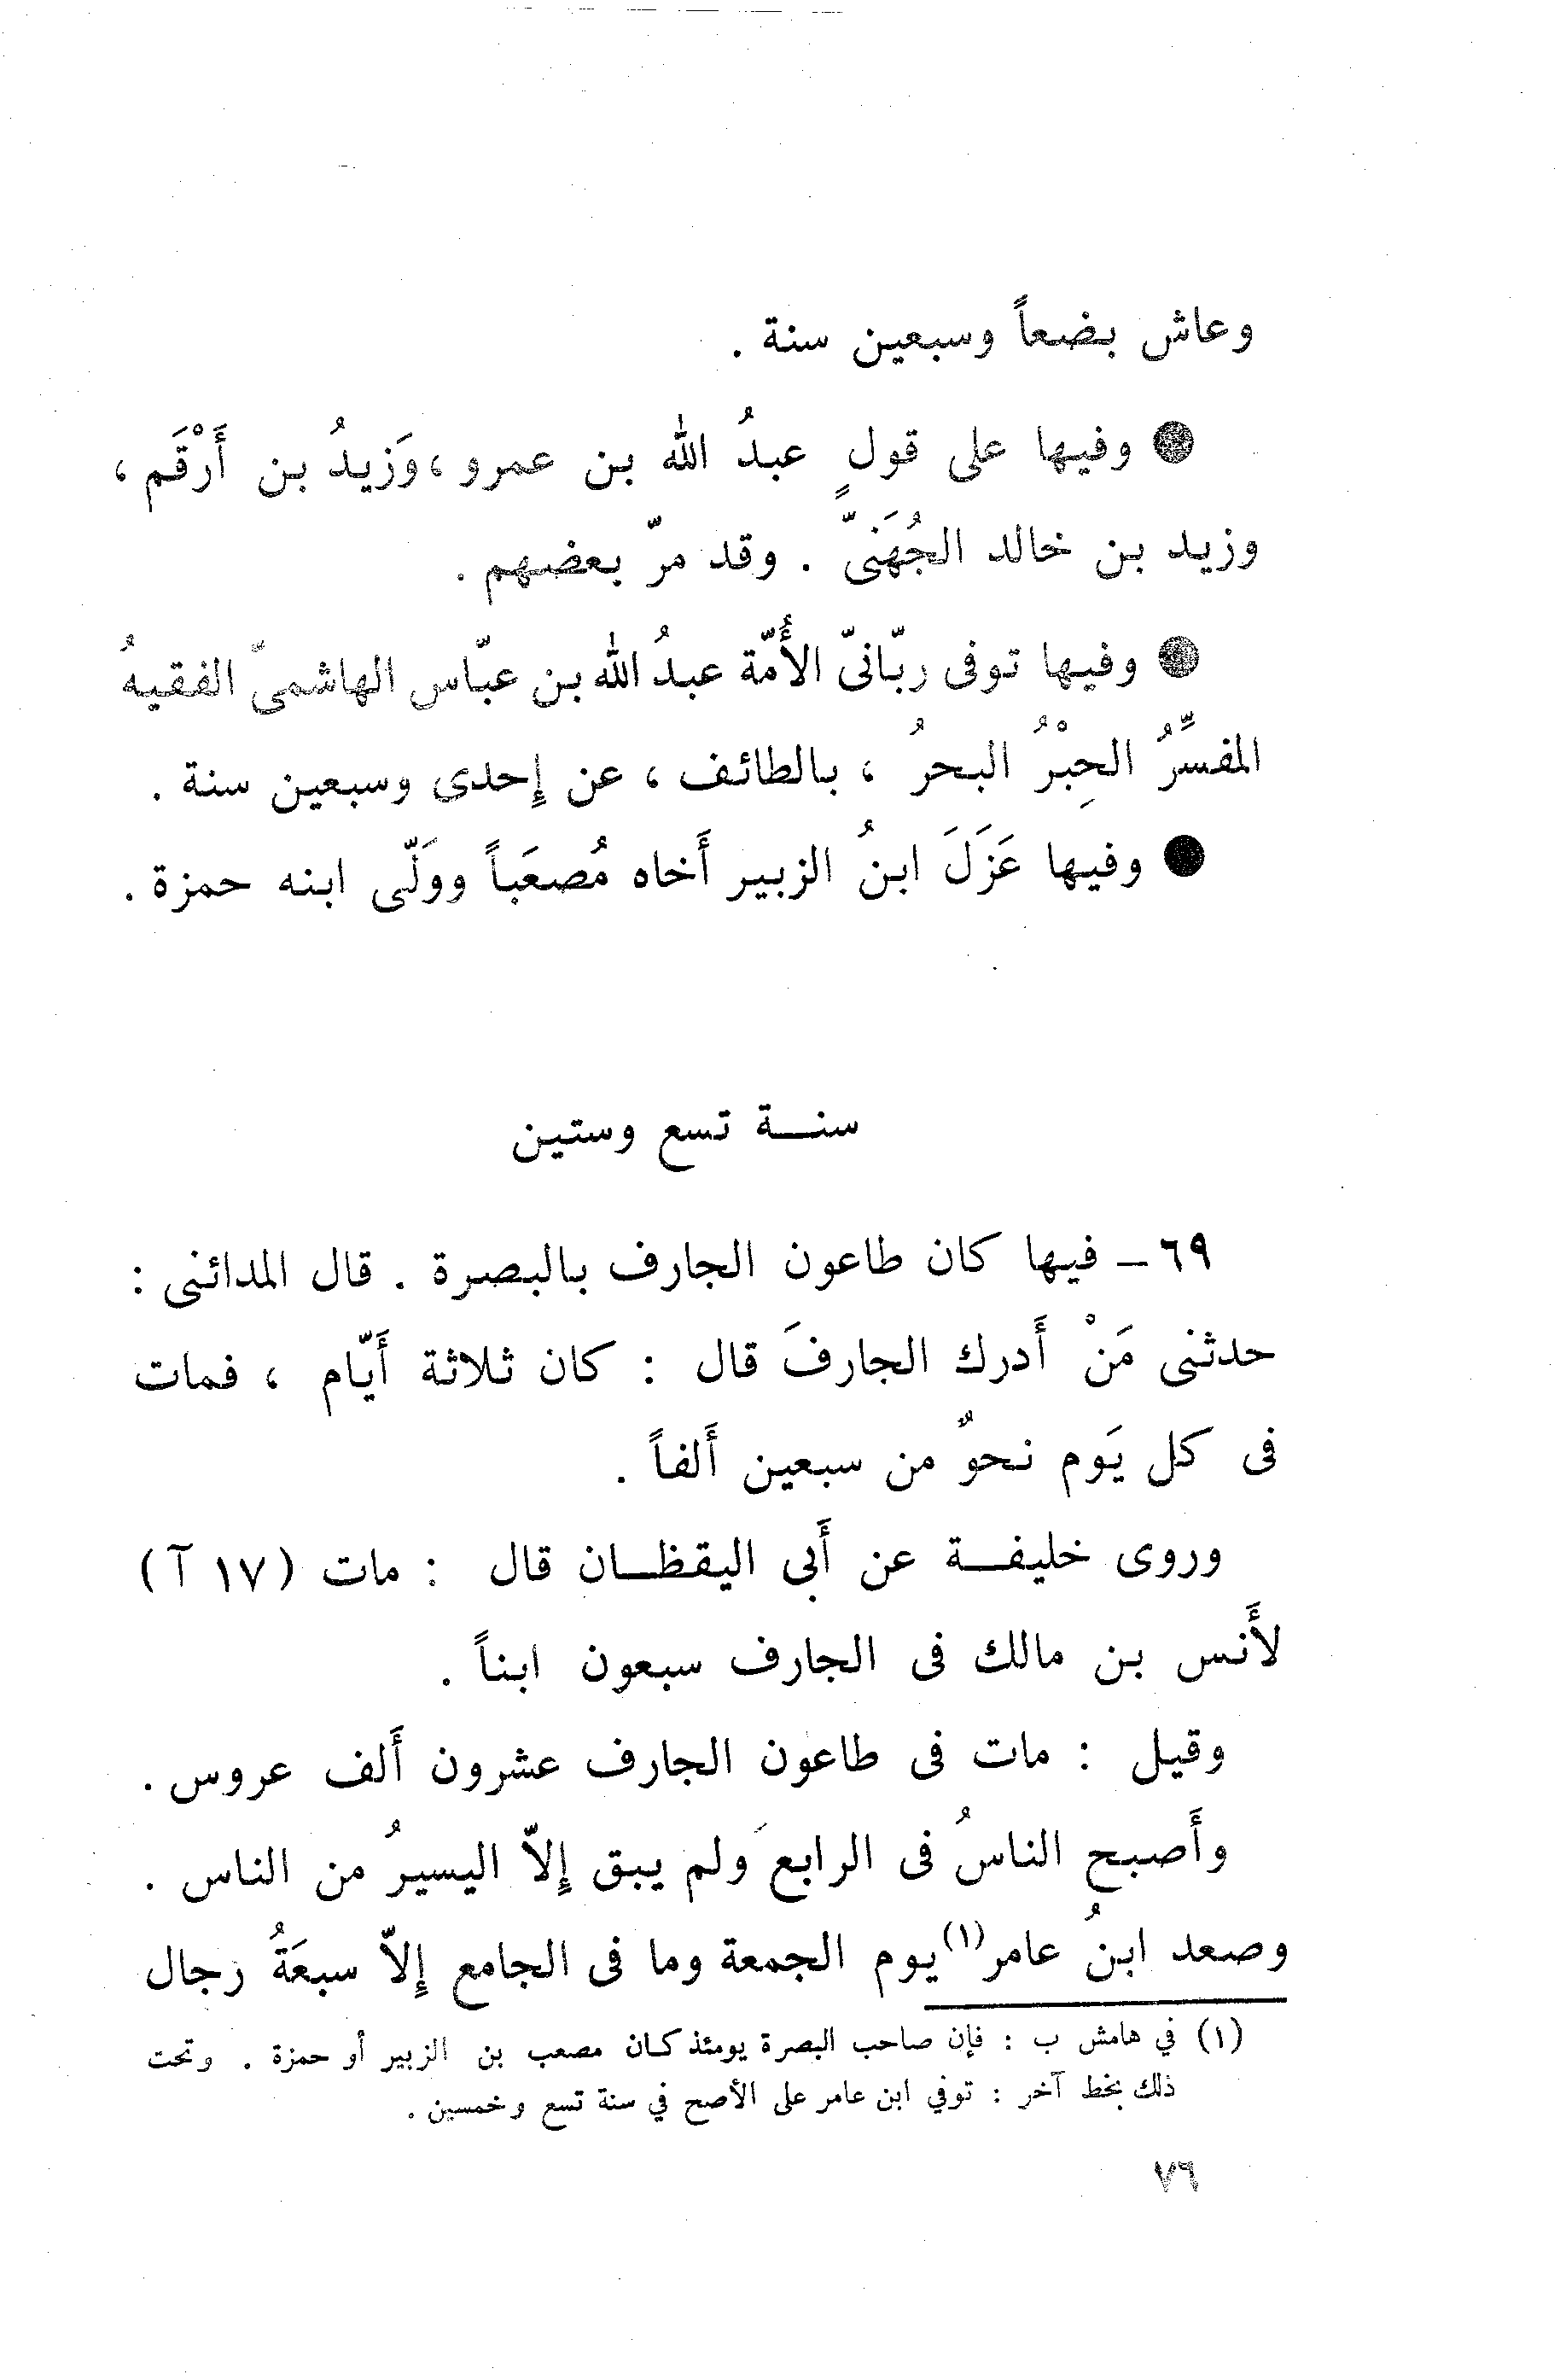 وعاش بضعاً وسبعين سنة .
● وفيها على قولٍ عبدُ الله بن عمرو ، وَزيدُ بن أَرْقَم ،
وزيد بن خالد الجُهَنىّ . وقد مرّ بعضهم .
● وفيها توفى ربّانىّ الأُمّة عبدُ الله بن عبّاس الهاشمىّ الفقيهُ
المفسِّرُ الحِبْرُ البحرُ ، بالطائف ، عن إحدى وسبعين سنة .
● وفيها عَزَلَ ابنُ الزبير أَخاه مُصعَباً وولّى ابنه حمزة .
سنــة تسع وستين
٦٩ – فيها كان طاعون الجارف بالبصرة . قال المدائنى :
حدثنى مَنْ أَدرك الجارفَ قال : كان ثلاثة أَيّام ، فمات
فى كل يَوم نحوٌ من سبعين أَلفاً .
وروى خليفــة عن أَبى اليقظــان قال : مات (١٧ آ)
لأَنس بن مالك فى الجارف سبعون ابناً .
وقيل : مات فى طاعون الجارف عشرون أَلف عروس .
وأَصبح الناسُ فى الرابع َولم يبق إلاّ اليسيرُ من الناس .
وصعد ابنُ عامر(١) يوم الجمعة وما فى الجامع إلاّ سبعَةُ رجال
(١) في هامش ب : فإن صاحب البصرة يومئذ كان مصعب بن الزبير أو حمزة . وتحت
ذلك بخط آخر : توفي ابن عامر على الأصح في سنة تسع وخمسين .
٧٦